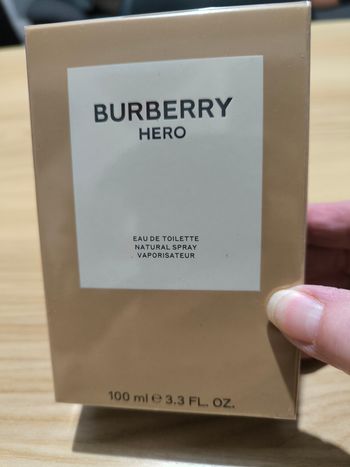 BURBERRY
HERO
EAU DE TOILETTE
NATURAL SPRAY
VAPORISATEUR
100 ml ℮ 3.3 FL. OZ.